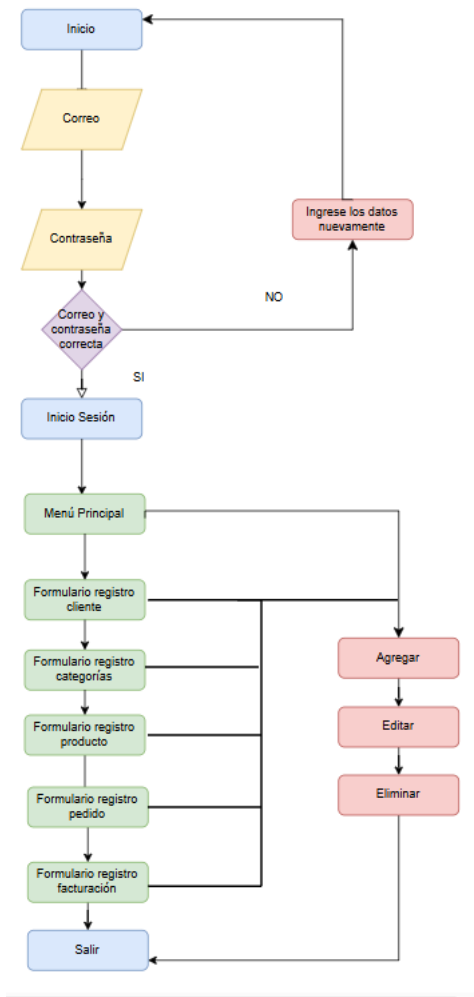 Inicio
Correo
Contraseña
Ingrese los datos
nuevamente
Correo y
contraseña
correcta
NO
SI
Inicio Sesión
Menú Principal
Formulario registro
cliente
Formulario registro
categorías
Formulario registro
producto
Formulario registro
pedido
Formulario registro
facturación
Agregar
Editar
Eliminar
Salir